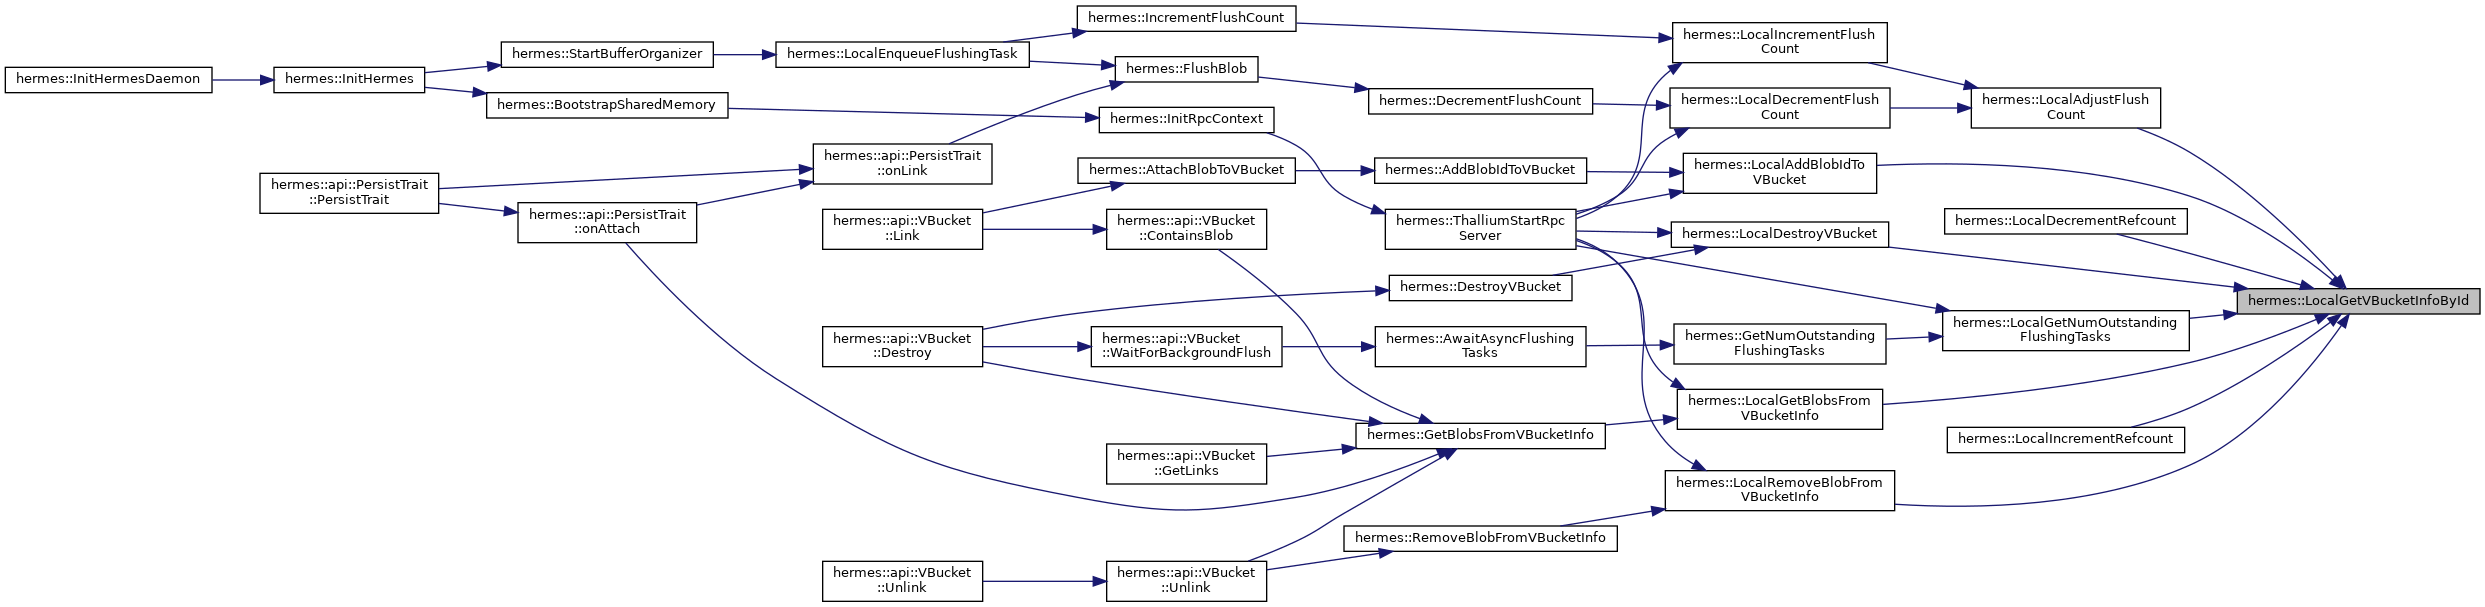 hermes::InitHermesDaemon
hermes::InitHermes
hermes::StartBufferOrganizer
hermes::BootstrapSharedMemory
hermes::api::PersistTrait
::PersistTrait
hermes::api::PersistTrait
::onAttach
hermes::LocalEnqueueFlushingTask
hermes::api::PersistTrait
::onLink
hermes::api::VBucket
::Link
hermes::api::VBucket
::Destroy
hermes::api::VBucket
::Unlink
hermes::IncrementFlushCount
hermes::FlushBlob
hermes::InitRpcContext
hermes::AttachBlobToVBucket
hermes::api::VBucket
::ContainsBlob
hermes::api::VBucket
::WaitForBackgroundFlush
hermes::api::VBucket
::GetLinks
hermes::api::VBucket
::Unlink
hermes::DecrementFlushCount
hermes::AddBlobIdToVBucket
hermes::ThalliumStartRpc
Server
hermes::DestroyVBucket
hermes::AwaitAsyncFlushing
Tasks
hermes::GetBlobsFromVBucketInfo
hermes::RemoveBlobFromVBucketInfo
hermes::LocalIncrementFlush
Count
hermes::LocalDecrementFlush
Count
hermes::LocalAddBlobIdTo
VBucket
hermes::LocalDestroyVBucket
hermes::GetNumOutstanding
FlushingTasks
hermes::LocalGetBlobsFrom
VBucketInfo
hermes::LocalRemoveBlobFrom
VBucketInfo
hermes::LocalAdjustFlush
Count
hermes::LocalDecrementRefcount
hermes::LocalGetNumOutstanding
FlushingTasks
hermes::LocalIncrementRefcount
hermes::LocalGetVBucketInfoById